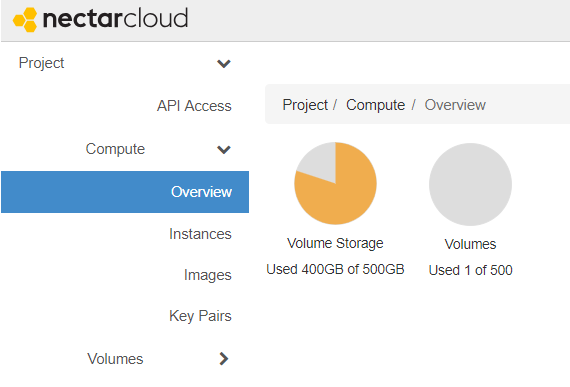 nectarcloud
Project
API Access
Compute
Overview
Instances
Images
Key Pairs
Volumes
Project / Compute / Overview
Volume Storage
Used 400GB of 500GB
Volumes
Used 1 of 500